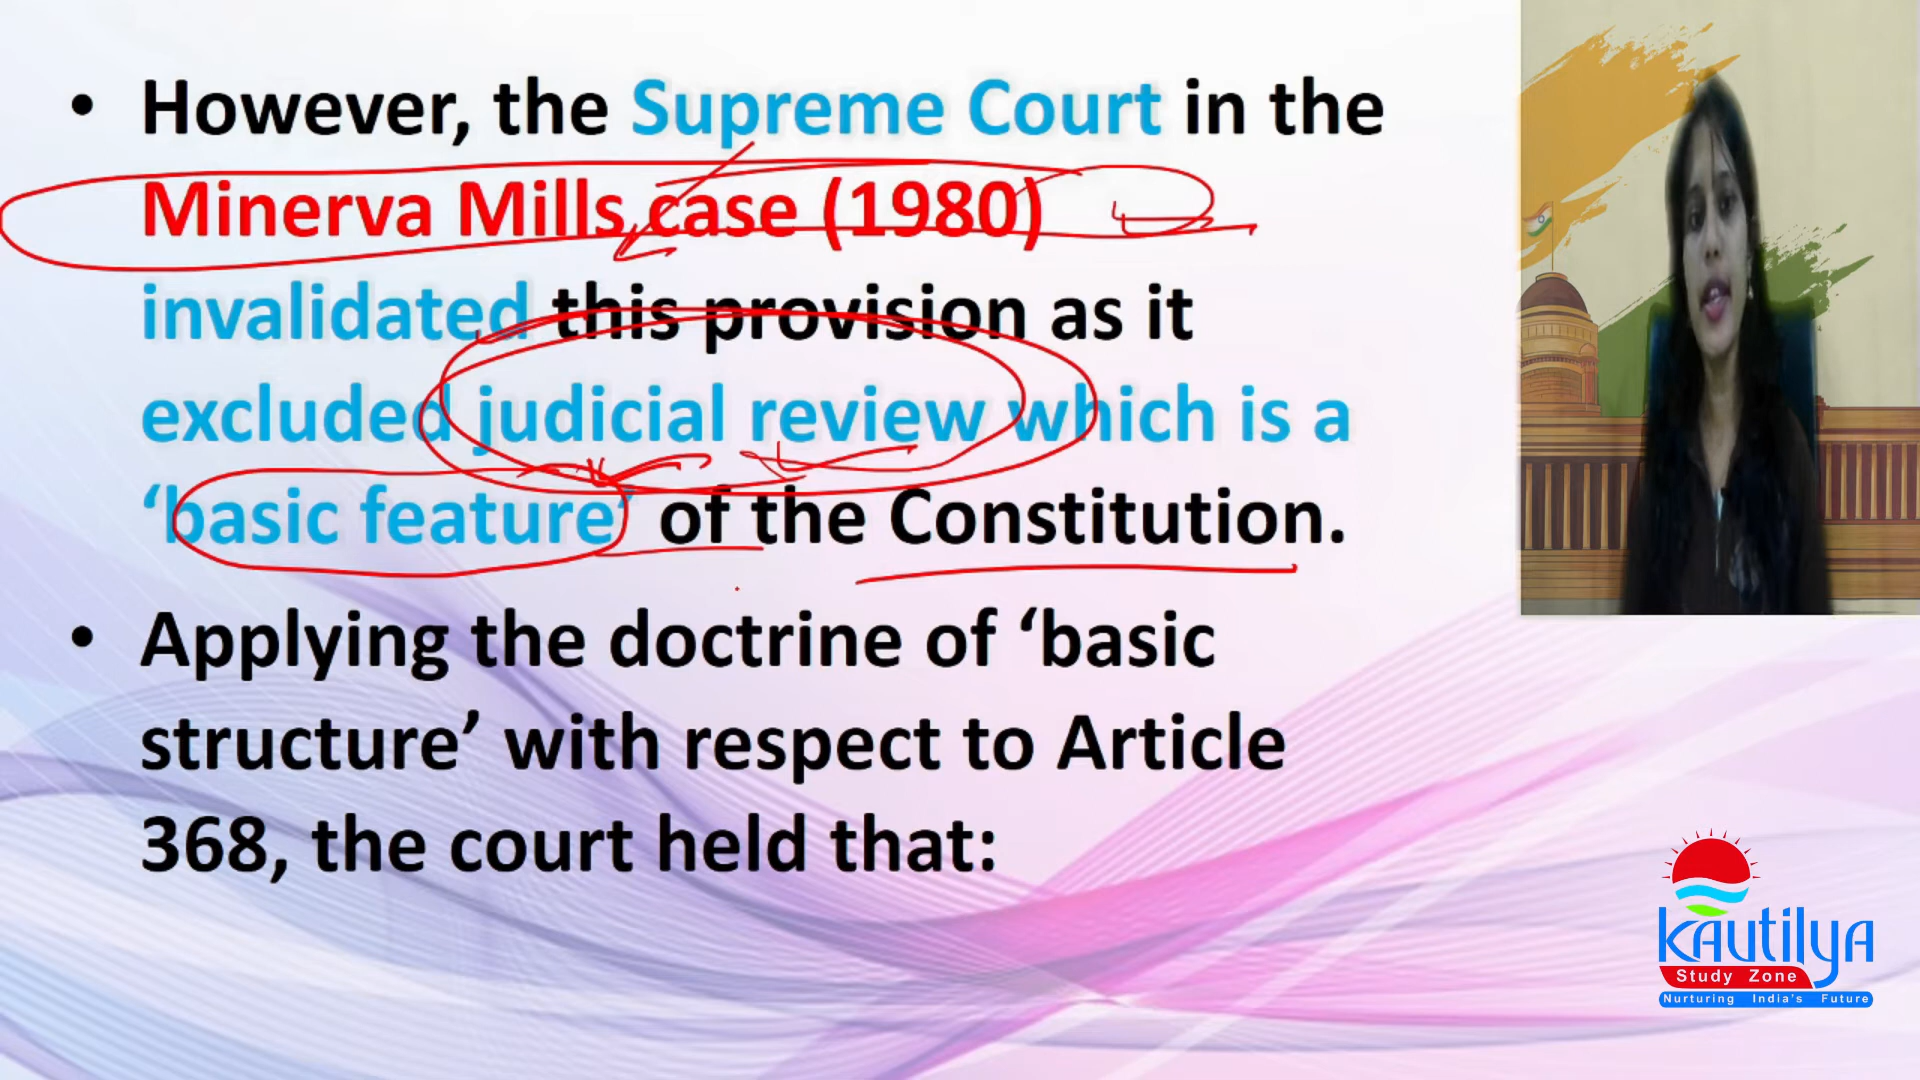 • However, the Supreme Court in the
Minerva Mills case (1980)
invalidated this provision as it
excluded judicial review which is a
‘basic feature’ of the Constitution.
• Applying the doctrine of ‘basic
structure’ with respect to Article
368, the court held that:
kAutilyA
Study Zone
Nurturing India's Future